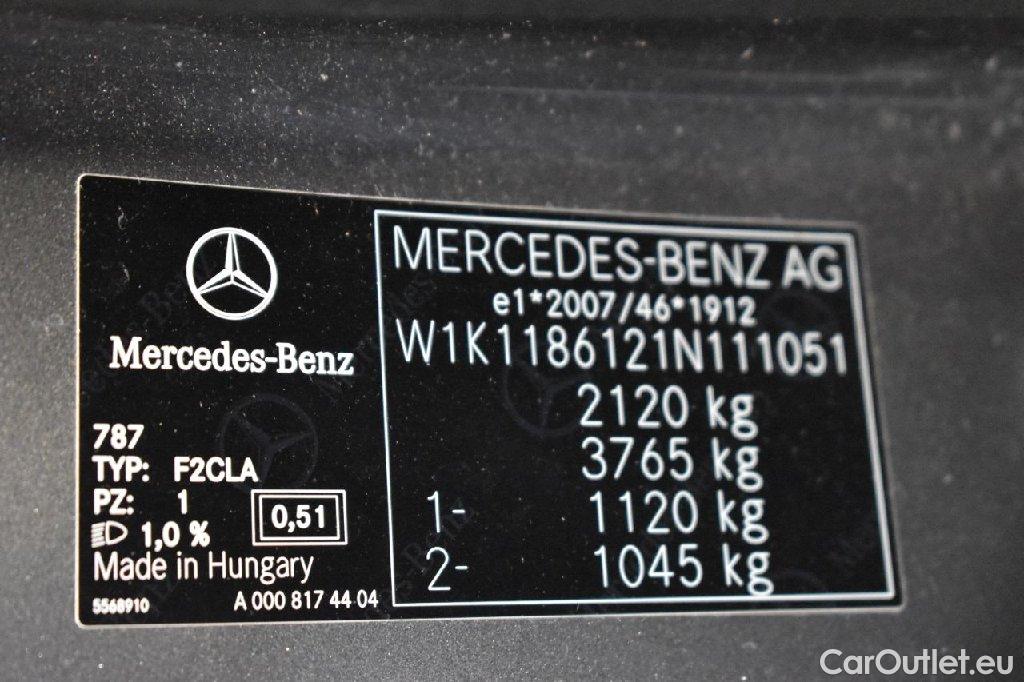 Mercedes-Benz
787
TYP: F2CLA
PZ: 1
1,0 %
0,51
Made in Hungary
5568910
A 000 817 44 04
MERCEDES-BENZ AG
e1*2007/46*1912
W1K1186121N111051
2120 kg
3765 kg
1- 1120 kg
2- 1045 kg
CarOutlet.eu